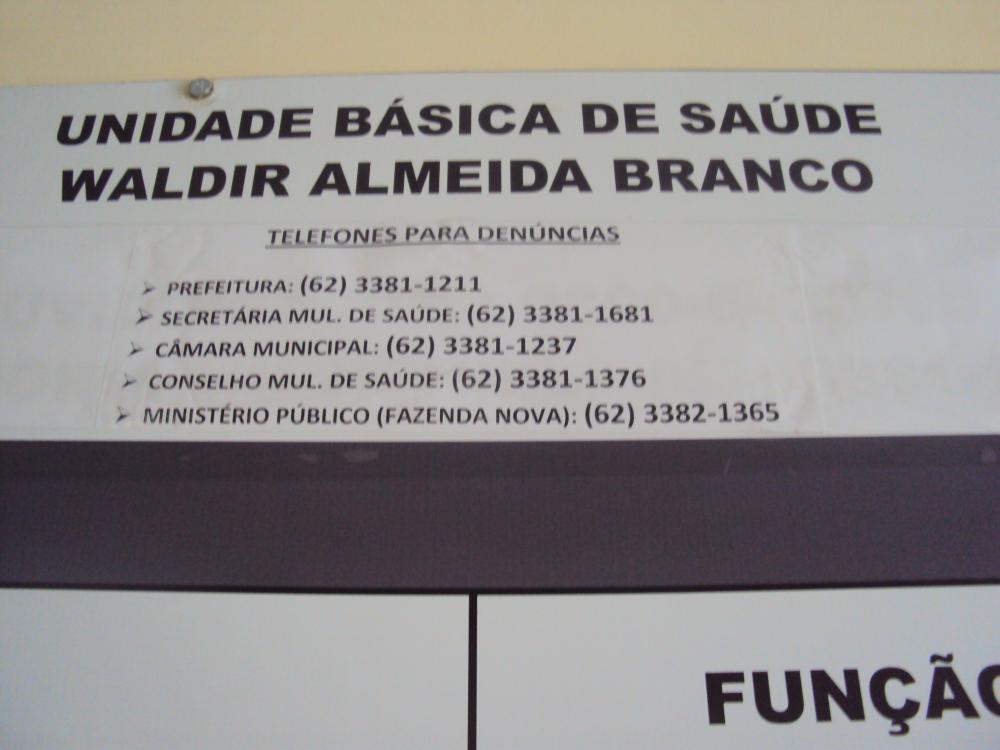 UNIDADE BÁSICA DE SAÚDE
WALDIR ALMEIDA BRANCO
TELEFONES PARA DENÚNCIAS
➢ PREFEITURA: (62) 3381-1211
➢ SECRETÁRIA MUL. DE SAÚDE: (62) 3381-1681
➢ CÂMARA MUNICIPAL: (62) 3381-1237
➢ CONSELHO MUL. DE SAÚDE: (62) 3381-1376
➢ MINISTÉRIO PÚBLICO (FAZENDA NOVA): (62) 3382-1365
FUNÇÃO